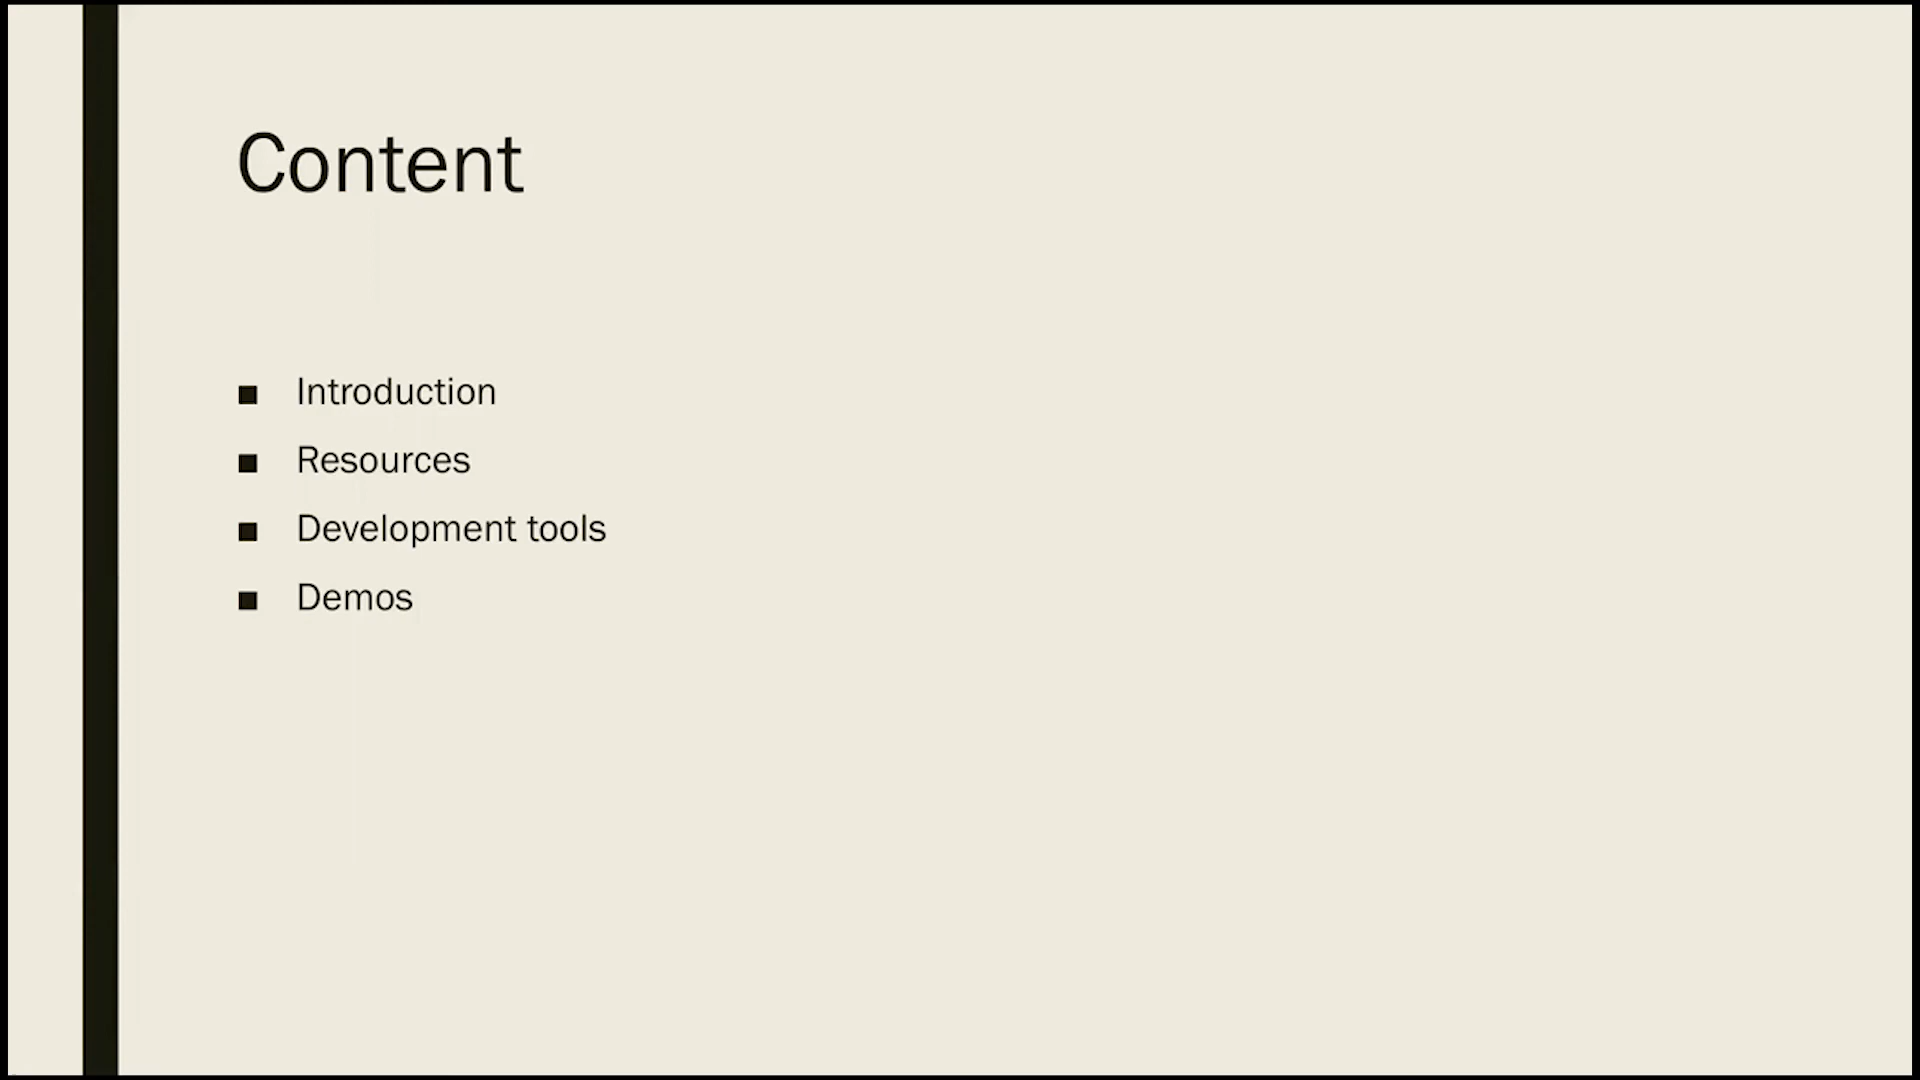 Content
■ Introduction
■ Resources
■ Development tools
■ Demos